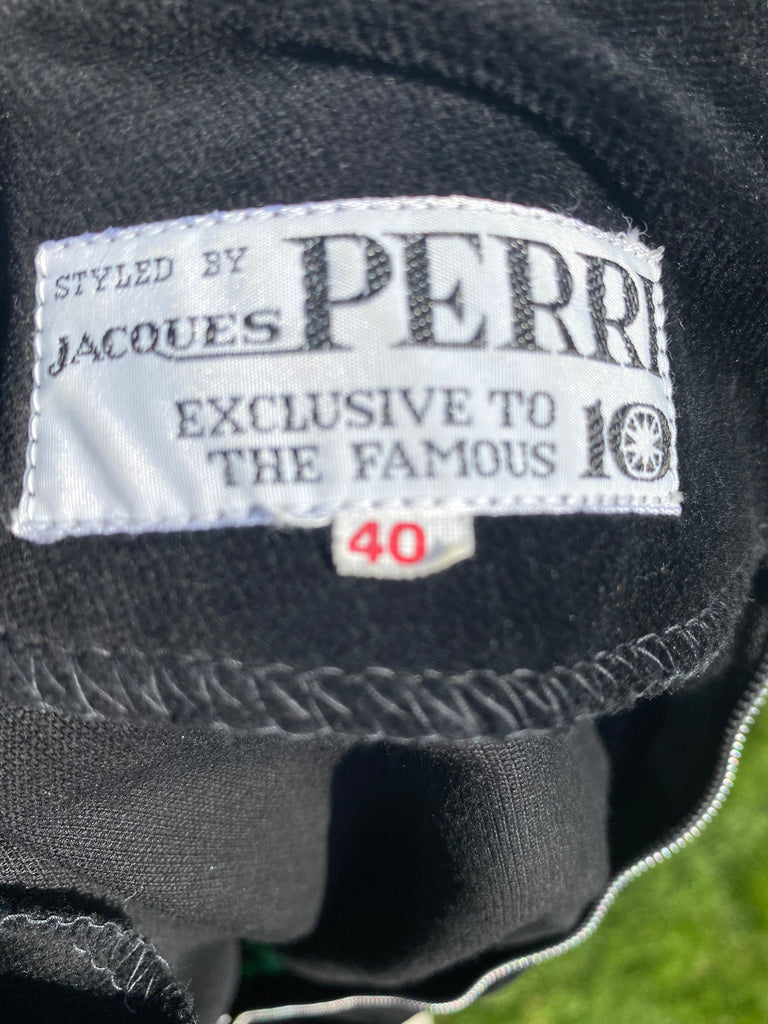 STYLED BY
JACQUES PERRI
EXCLUSIVE TO
THE FAMOUS 10
40